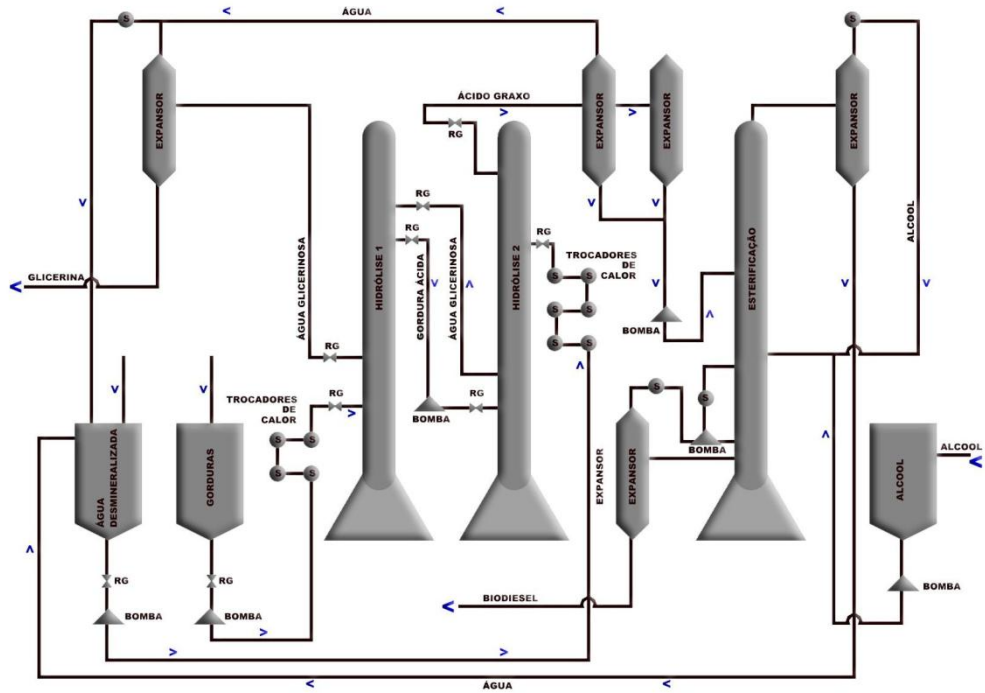 S
ÁGUA
S
EXPANSOR
ÁCIDO GRAXO
RG
EXPANSOR
EXPANSOR
EXPANSOR
ALCOOL
RG
RG
HIDRÓLISE 1
GORDURA ÁCIDA
ÁGUA GLICERINOSA
HIDRÓLISE 2
RG
TROCADORES
DE
CALOR
S
S
S
S
S
S
ESTERIFICAÇÃO
GLICERINA
ÁGUA GLICERINOSA
BOMBA
RG
RG
TROCADORES
DE
CALOR
S
S
S
S
BOMBA
RG
S
S
BOMBA
EXPANSOR
EXPANSOR
ÁGUA
DESMINERALIZADA
GORDURAS
ALCOOL
ALCOOL
RG
RG
BOMBA
BOMBA
BOMBA
BIODIESEL
ÁGUA